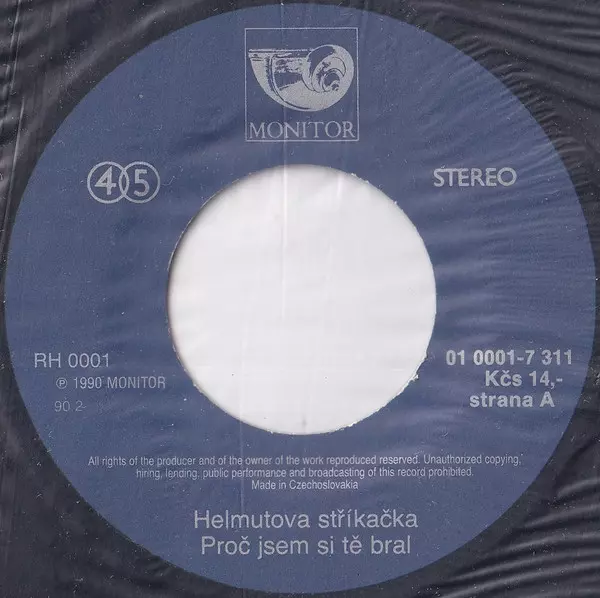 MONITOR
45
STEREO
RH 0001
℗ 1990 MONITOR
90 2
01 0001-7 311
Kčs 14,-
strana A
All rights of the producer and of the owner of the work reproduced reserved. Unauthorized copying,
hiring, lending, public performance and broadcasting of this record prohibited.
Made in Czechoslovakia
Helmutova stříkačka
Proč jsem si tě bral